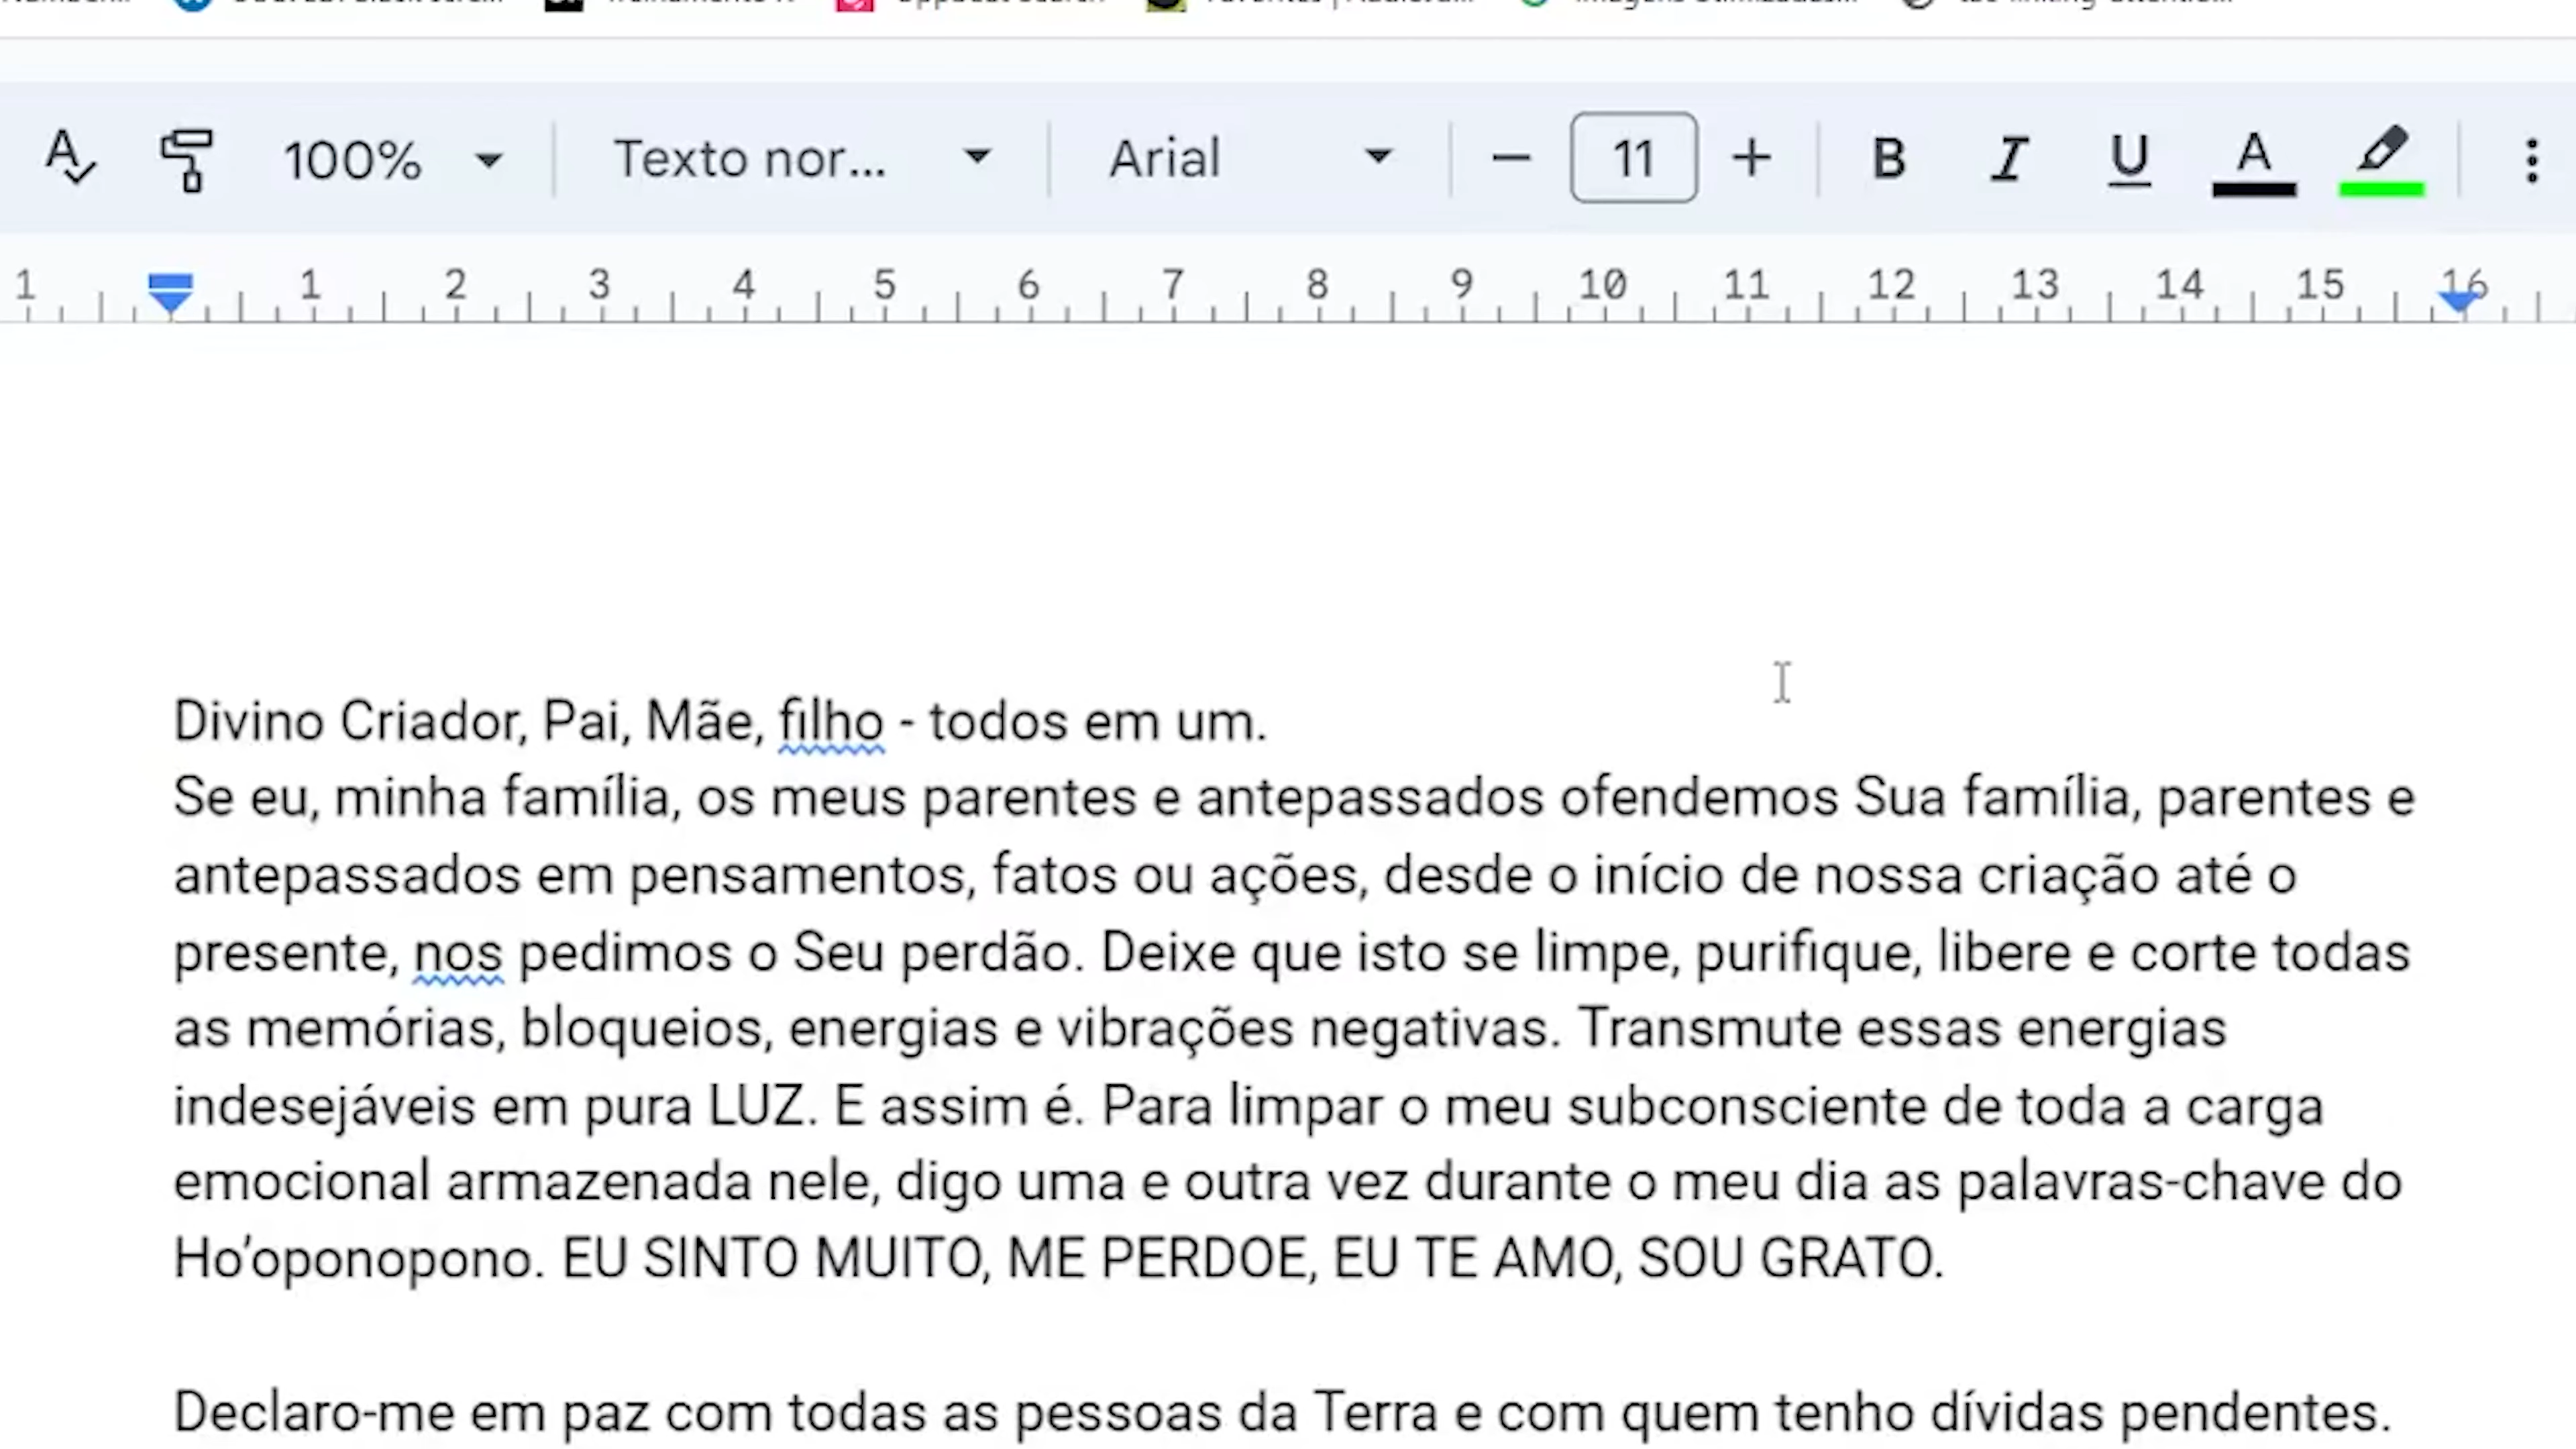 100% Texto nor... Arial 11 B I U A
1 1 2 3 4 5 6 7 8 9 10 11 12 13 14 15 16
Divino Criador, Pai, Mãe, filho - todos em um.
Se eu, minha família, os meus parentes e antepassados ofendemos Sua família, parentes e
antepassados em pensamentos, fatos ou ações, desde o início de nossa criação até o
presente, nos pedimos o Seu perdão. Deixe que isto se limpe, purifique, libere e corte todas
as memórias, bloqueios, energias e vibrações negativas. Transmute essas energias
indesejáveis em pura LUZ. E assim é. Para limpar o meu subconsciente de toda a carga
emocional armazenada nele, digo uma e outra vez durante o meu dia as palavras-chave do
Ho’oponopono. EU SINTO MUITO, ME PERDOE, EU TE AMO, SOU GRATO.
Declaro-me em paz com todas as pessoas da Terra e com quem tenho dívidas pendentes.